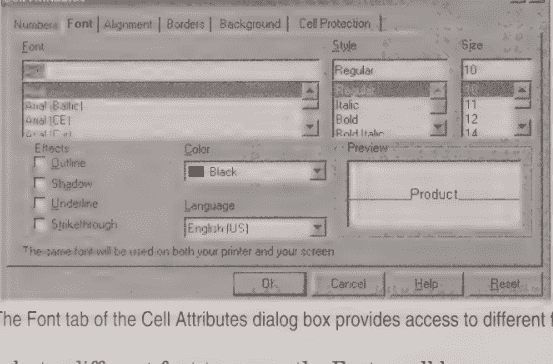 Cell Attributes
Numbers Font Alignment Borders Background Cell Protection
Font Style Size
Regular 10
Regular 10
Arial (Baltic) Italic 11
Arial (CE) Bold 12
Bold Italic 14
Effects Color Preview
Outline Black
Shadow
Product
Underline Language
Strikethrough English (US)
The same font will be used on both your printer and your screen
OK Cancel Help Reset
The Font tab of the Cell Attributes dialog box provides access to different